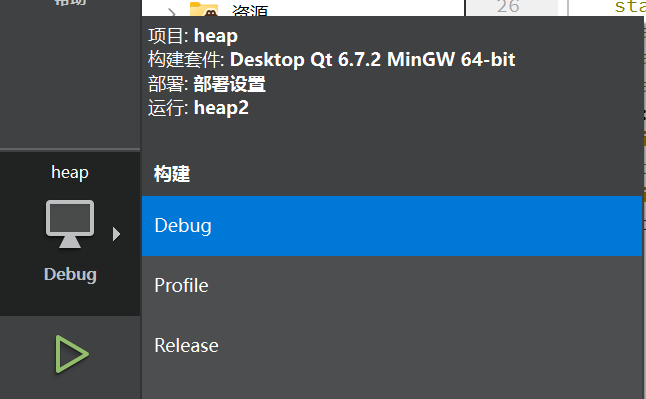 帮助
资源
26
sta
项目: heap
构建套件: Desktop Qt 6.7.2 MinGW 64-bit
部署: 部署设置
运行: heap2
heap
构建
Debug
Debug
Profile
Release